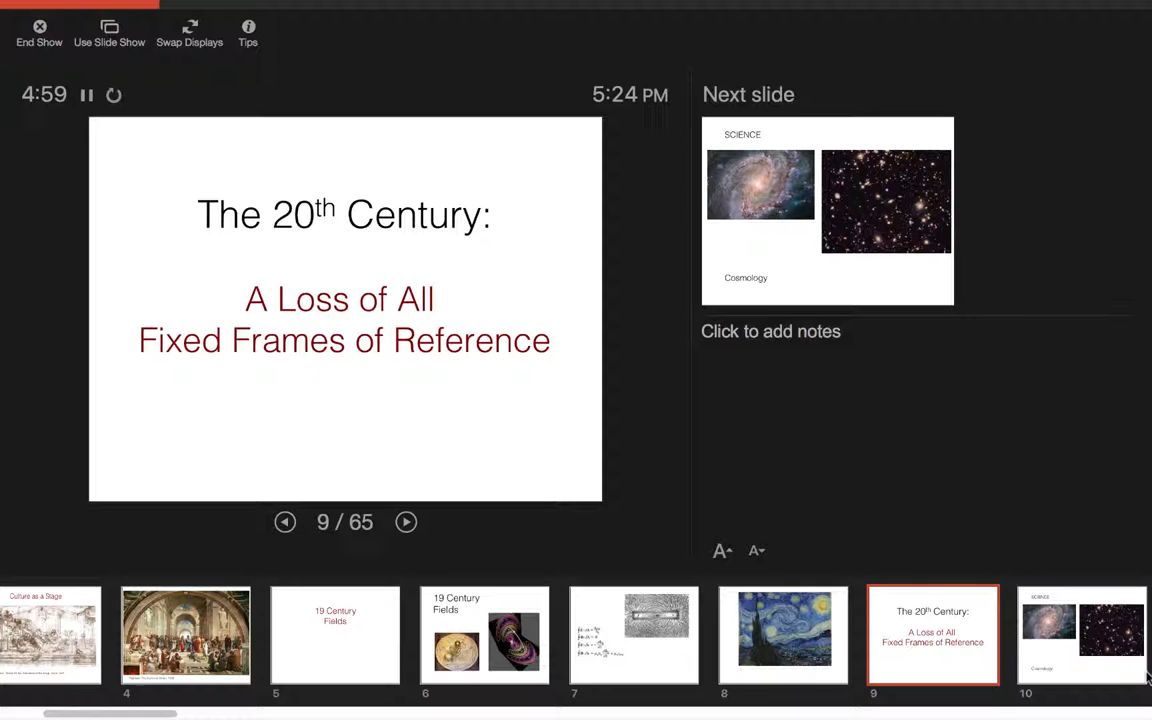 End Show
Use Slide Show
Swap Displays
Tips
4:59
5:24 PM
Next slide
The 20th Century:
A Loss of All
Fixed Frames of Reference
SCIENCE
Cosmology
Click to add notes
9 / 65
A
A
Culture as a Stage
19 Century
Fields
19 Century
Fields
The 20th Century:
A Loss of All
Fixed Frames of Reference
SCIENCE
Cosmology
4
5
6
7
8
9
10